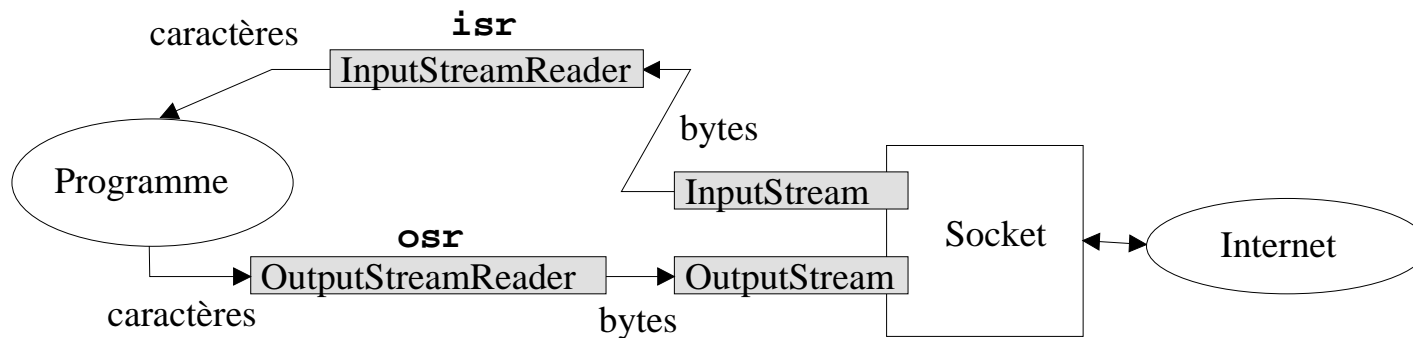 isr
caractères
InputStreamReader
bytes
Programme
InputStream
Socket
Internet
osr
OutputStreamReader
OutputStream
caractères
bytes